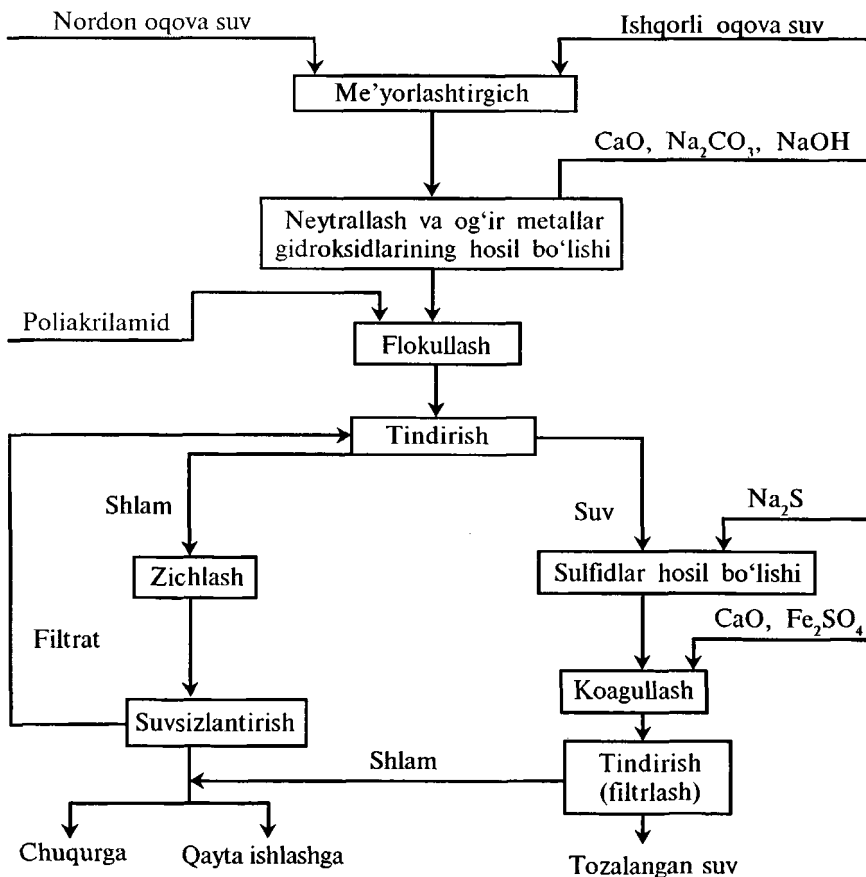 Nordon oqova suv
Ishqorli oqova suv
Me’yorlashtirgich
CaO, Na₂CO₃, NaOH
Neytrallash va og‘ir metallar
gidroksidlarining hosil bo‘lishi
Poliakrilamid
Flokullash
Tindirish
Shlam
Suv
Na₂S
Zichlash
Sulfidlar hosil bo‘lishi
Filtrat
CaO, Fe₂SO₄
Koagullash
Suvsizlantirish
Shlam
Tindirish
(filtrlash)
Chuqurga
Qayta ishlashga
Tozalangan suv